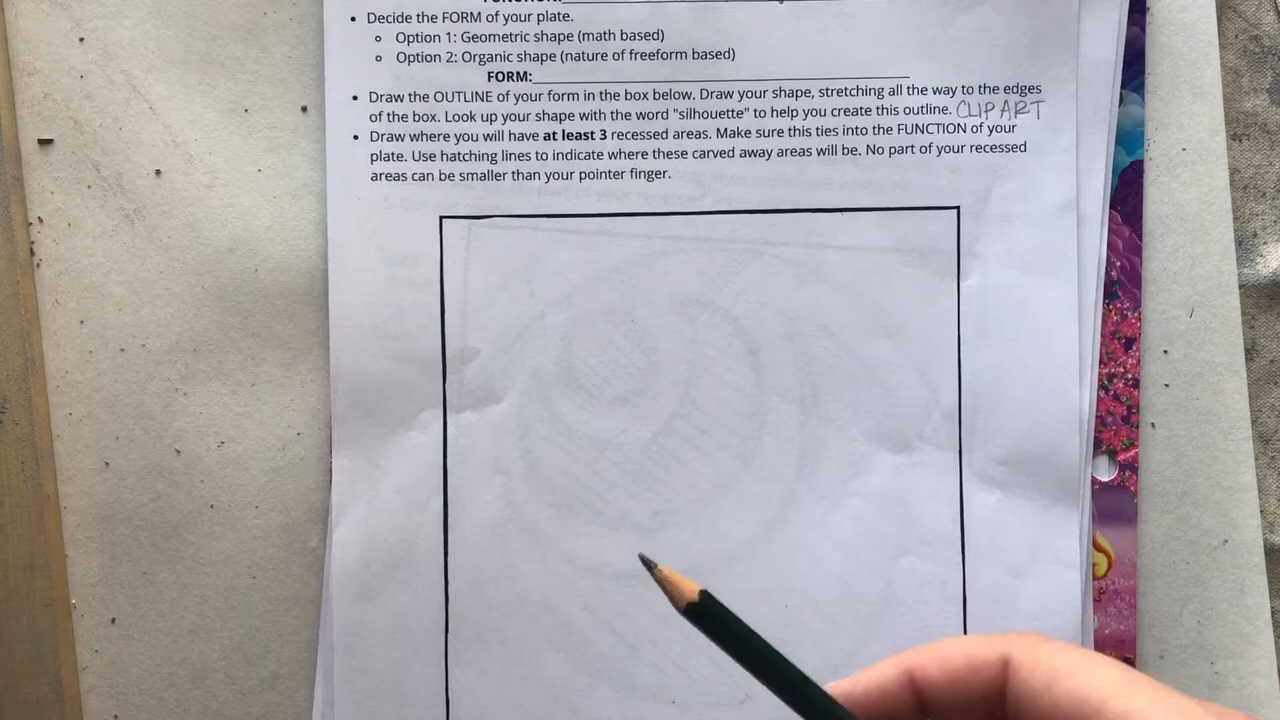 FUNCTION:
• Decide the FORM of your plate.
○ Option 1: Geometric shape (math based)
○ Option 2: Organic shape (nature of freeform based)
FORM:
• Draw the OUTLINE of your form in the box below. Draw your shape, stretching all the way to the edges
of the box. Look up your shape with the word "silhouette" to help you create this outline. CLIP ART
• Draw where you will have at least 3 recessed areas. Make sure this ties into the FUNCTION of your
plate. Use hatching lines to indicate where these carved away areas will be. No part of your recessed
areas can be smaller than your pointer finger.